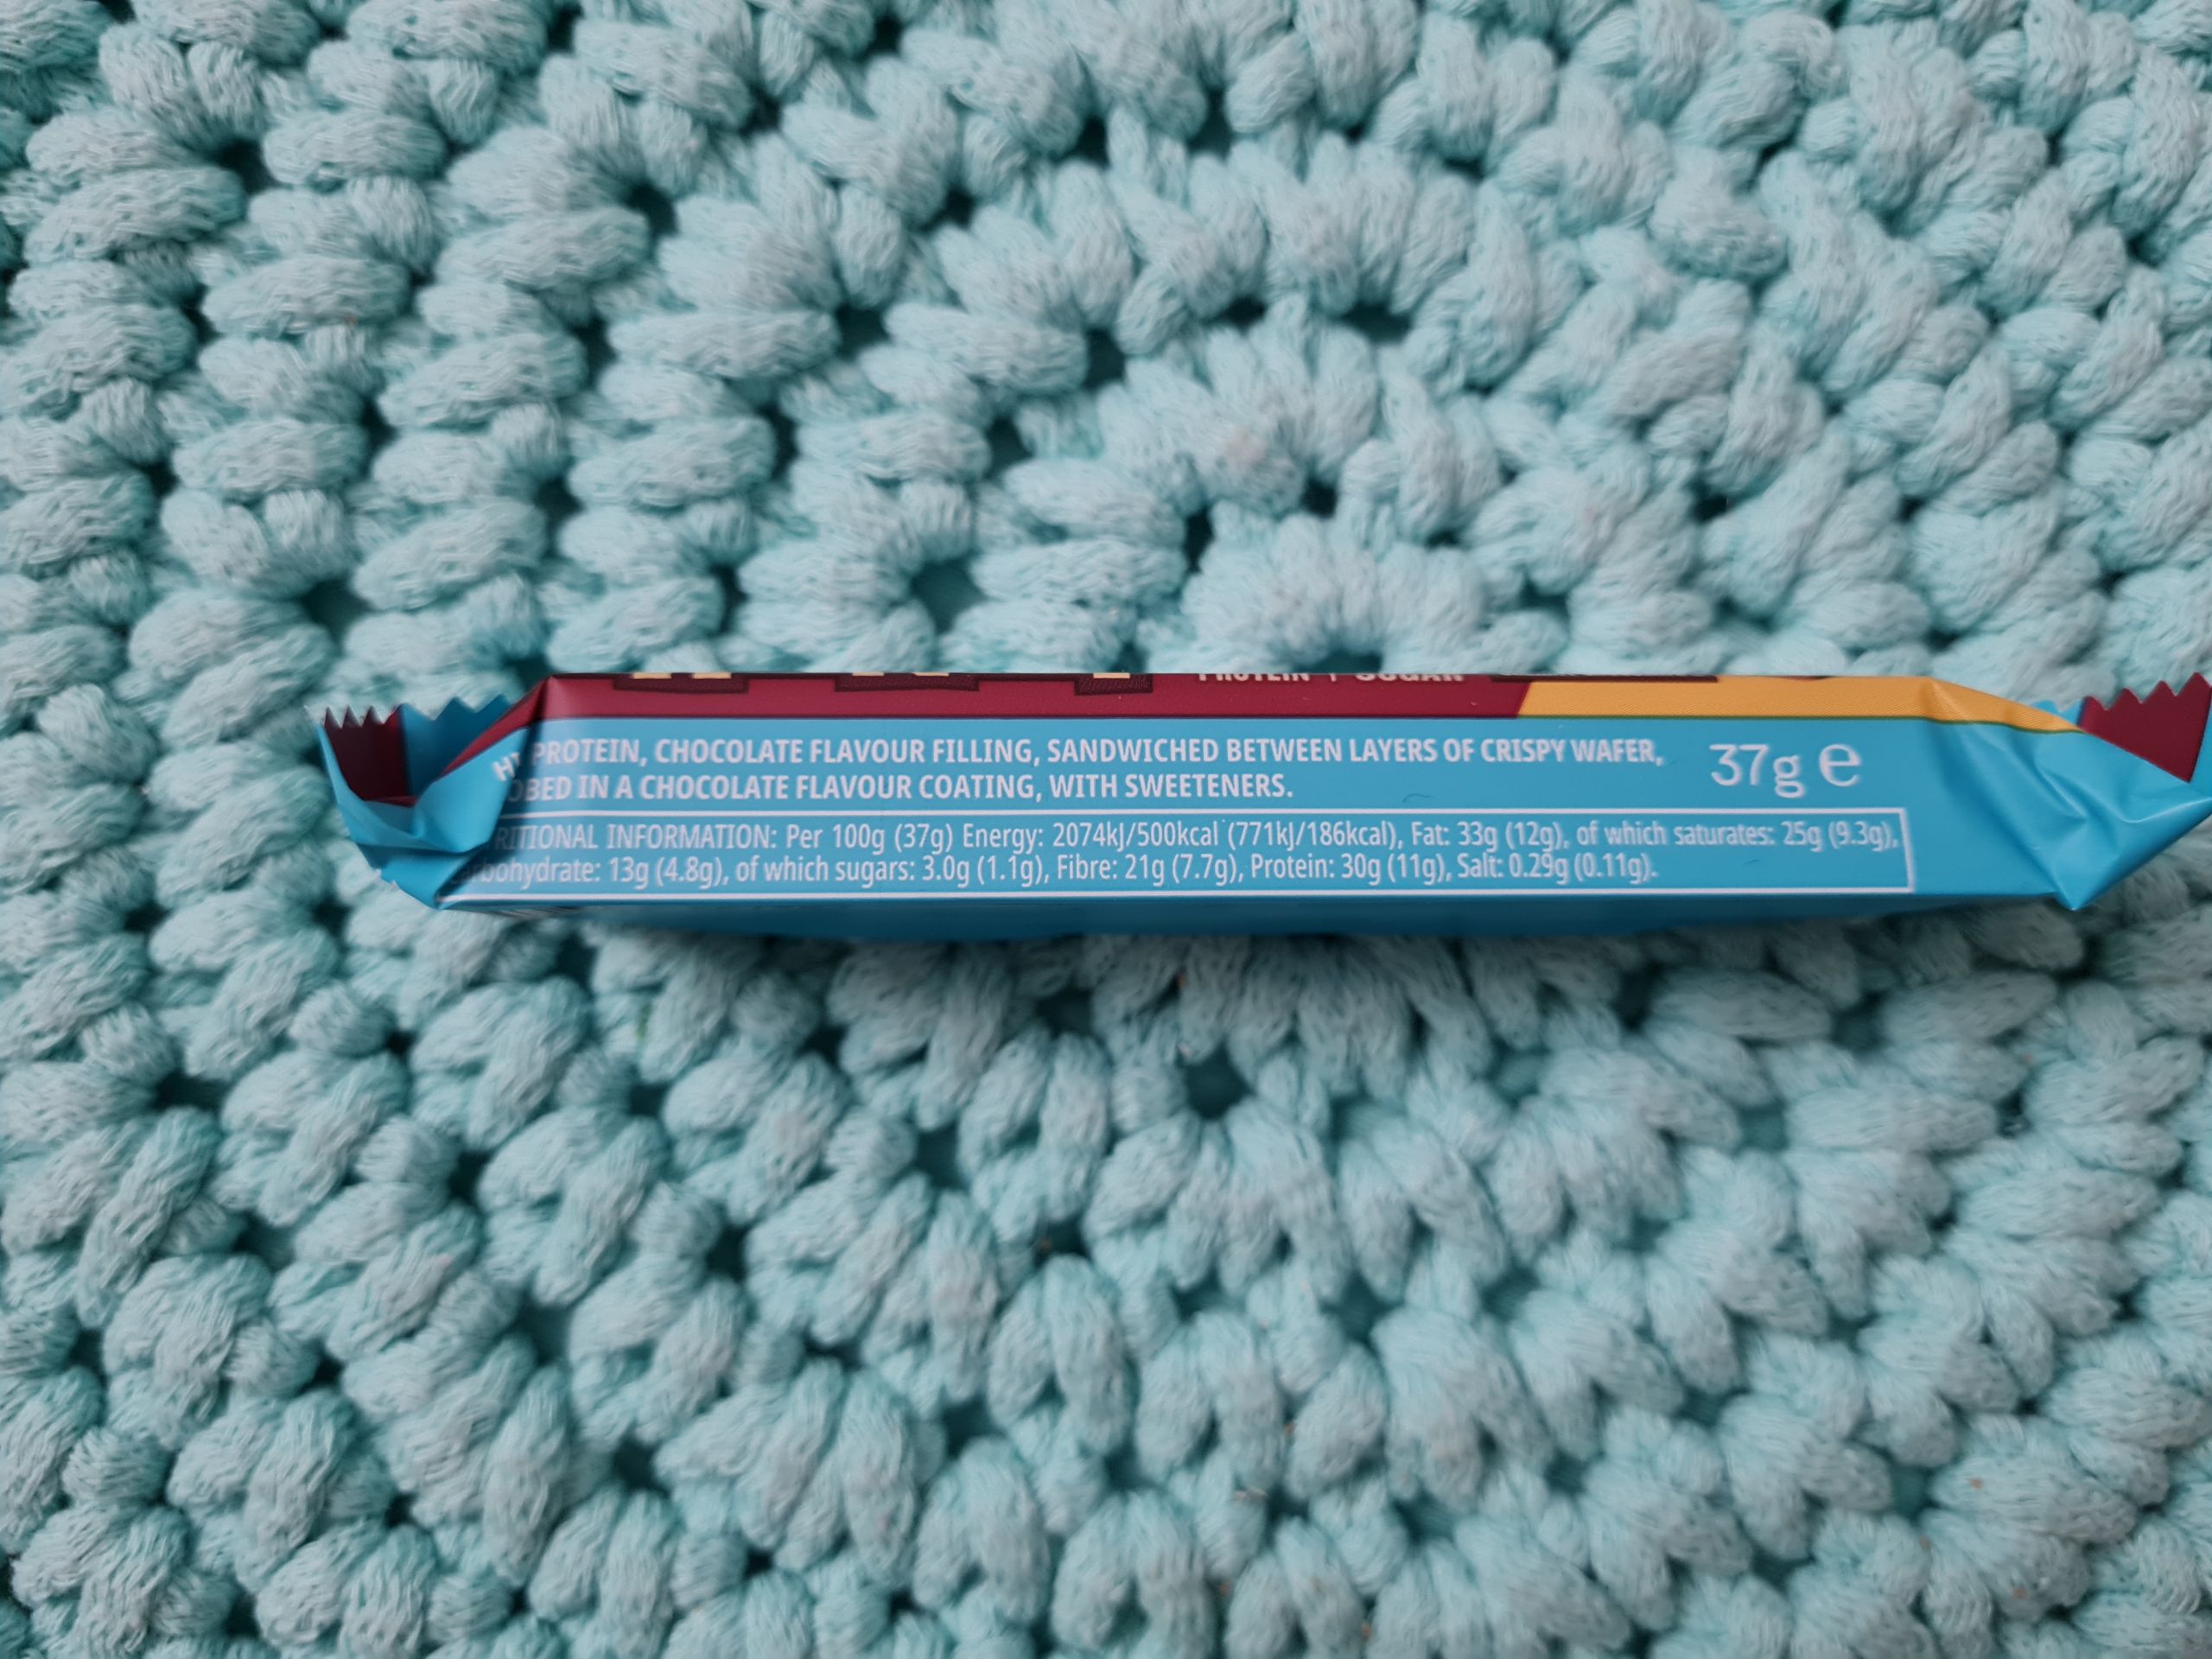 PROTEIN SUGAR
PROTEIN, CHOCOLATE FLAVOUR FILLING, SANDWICHED BETWEEN LAYERS OF CRISPY WAFER,
OBED IN A CHOCOLATE FLAVOUR COATING, WITH SWEETENERS.
37g e
RITIONAL INFORMATION: Per 100g (37g) Energy: 2074kJ/500kcal (771kJ/186kcal), Fat: 33g (12g), of which saturates: 25g (9.3g),
bohydrate: 13g (4.8g), of which sugars: 3.0g (1.1g), Fibre: 21g (7.7g), Protein: 30g (11g), Salt: 0.29g (0.11g).